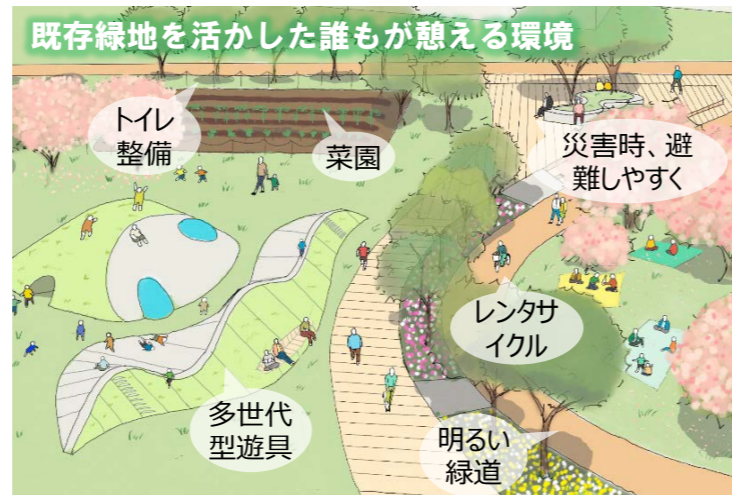 既存緑地を活かした誰もが憩える環境
トイレ
整備
菜園
災害時、避
難しやすく
レンタサ
イクル
多世代
型遊具
明るい
緑道